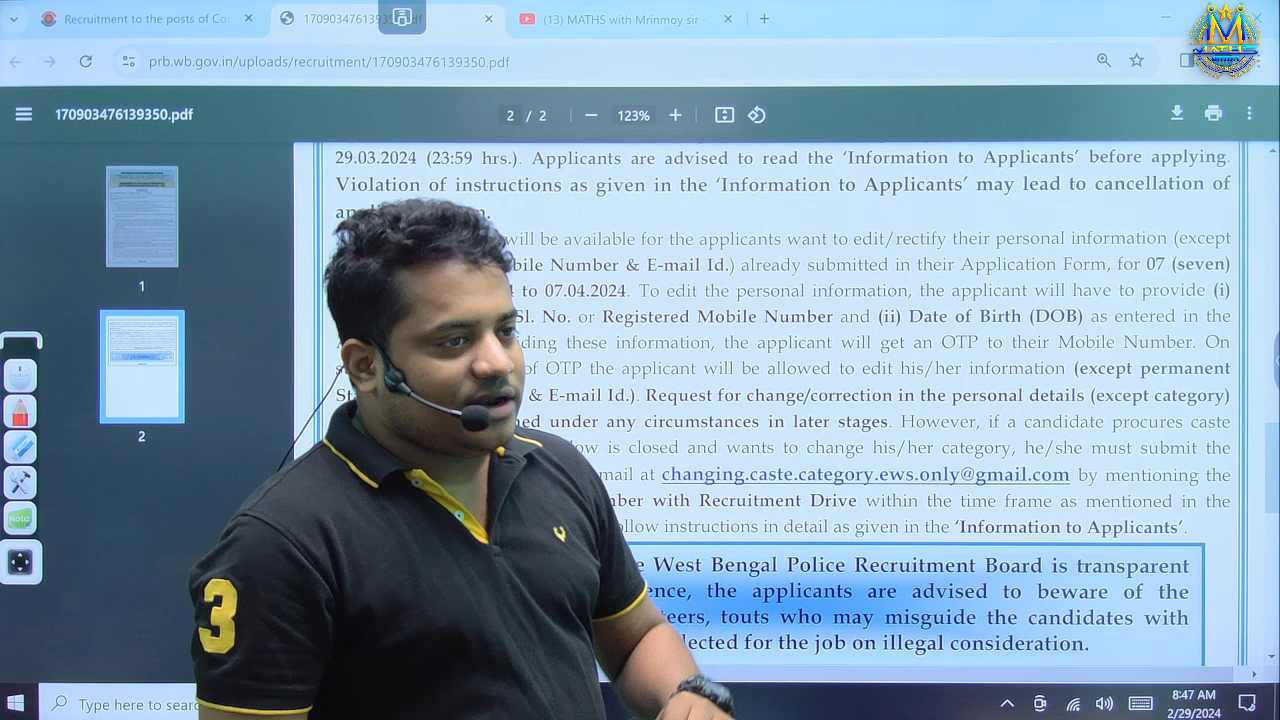 Recruitment to the posts of Co
1709034761393
df
(13) MATHS with Mrinmoy sir -
prb.wb.gov.in/uploads/recruitment/170903476139350.pdf
M
MATHS
170903476139350.pdf
2 / 2
123%
29.03.2024 (23:59 hrs.). Applicants are advised to read the ‘Information to Applicants’ before applying.
Violation of instructions as given in the ‘Information to Applicants’ may lead to cancellation of
will be available for the applicants want to edit/rectify their personal information (except
bile Number & E-mail Id.) already submitted in their Application Form, for 07 (seven)
1
to 07.04.2024. To edit the personal information, the applicant will have to provide (i)
Sl. No. or Registered Mobile Number and (ii) Date of Birth (DOB) as entered in the
ding these information, the applicant will get an OTP to their Mobile Number. On
of OTP the applicant will be allowed to edit his/her information (except permanent
& E-mail Id.). Request for change/correction in the personal details (except category)
ned under any circumstances in later stages. However, if a candidate procures caste
2
ow is closed and wants to change his/her category, he/she must submit the
mail at changing.caste.category.ews.only@gmail.com by mentioning the
mber with Recruitment Drive within the time frame as mentioned in the
Note
llow instructions in detail as given in the ‘Information to Applicants’.
e West Bengal Police Recruitment Board is transparent
ence, the applicants are advised to beware of the
eers, touts who may misguide the candidates with
lected for the job on illegal consideration.
3
Type here to searc
8:47 AM
2/29/2024